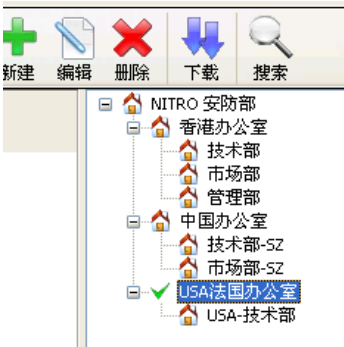 新建 编辑 删除 下载 搜索
NITRO 安防部
香港办公室
技术部
市场部
管理部
中国办公室
技术部-SZ
市场部-SZ
USA法国办公室
USA-技术部